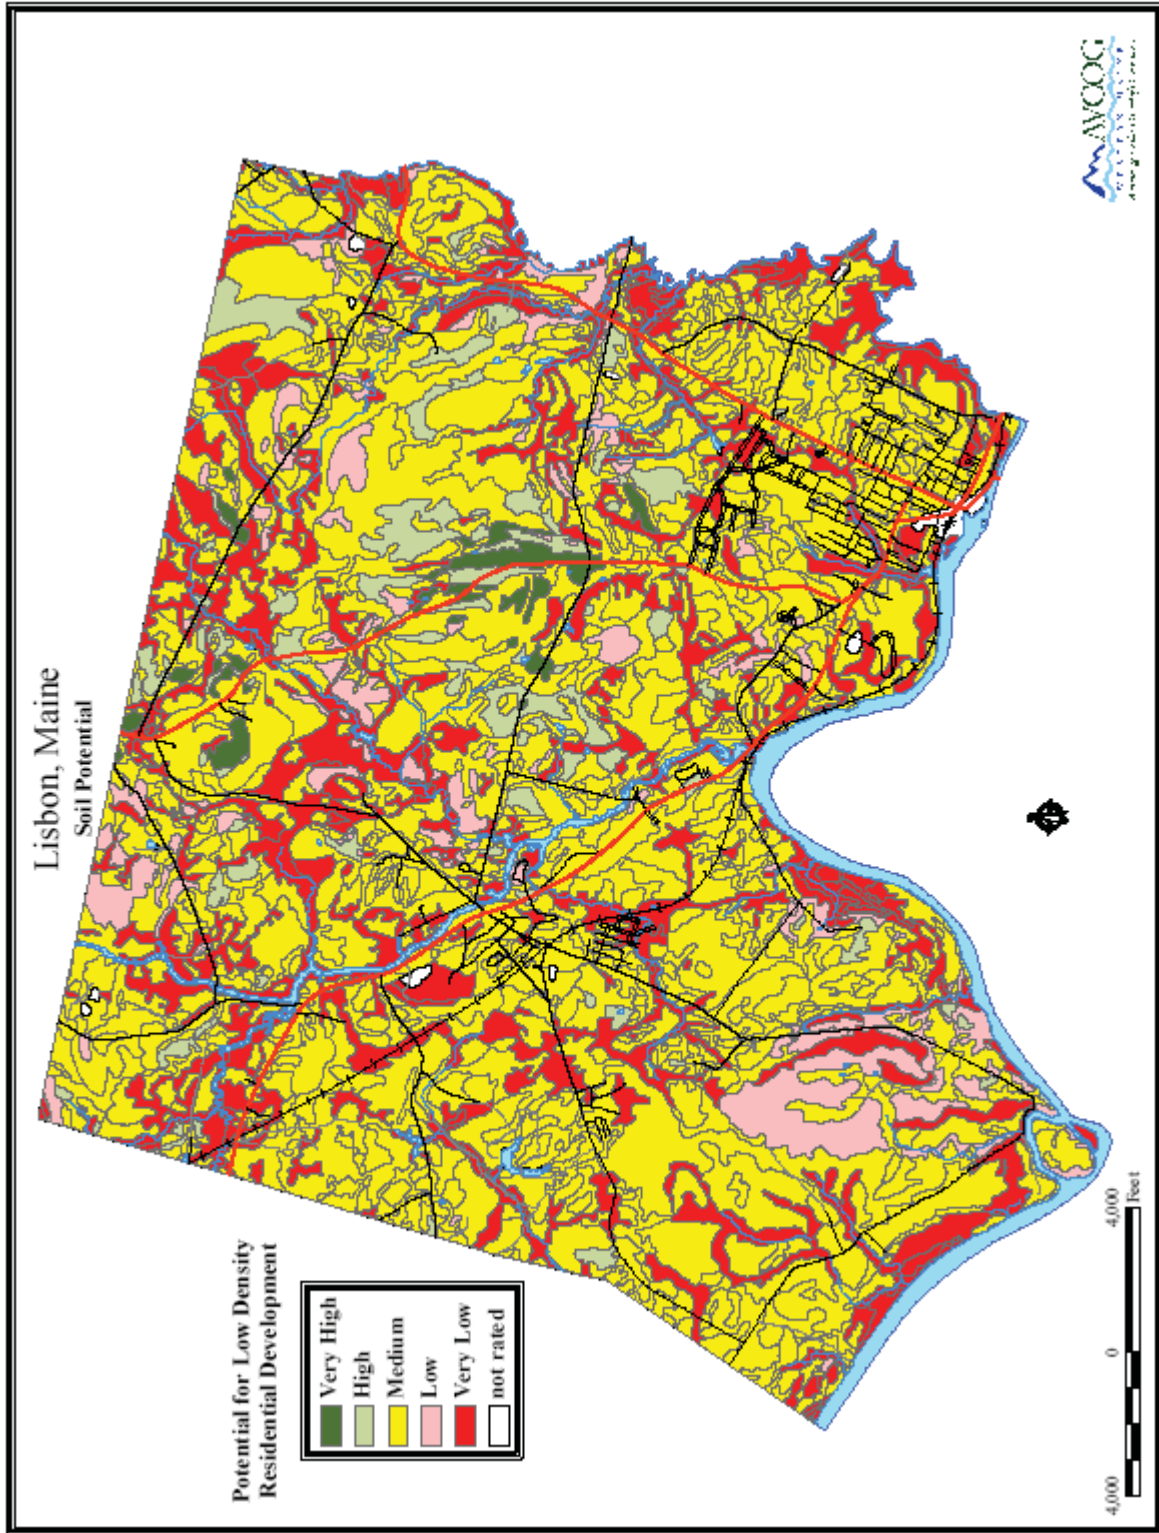 Lisbon, Maine
Soil Potential
Potential for Low Density
Residential Development
Very High
High
Medium
Low
Very Low
not rated
4,000
0
4,000
Feet
AVCOG